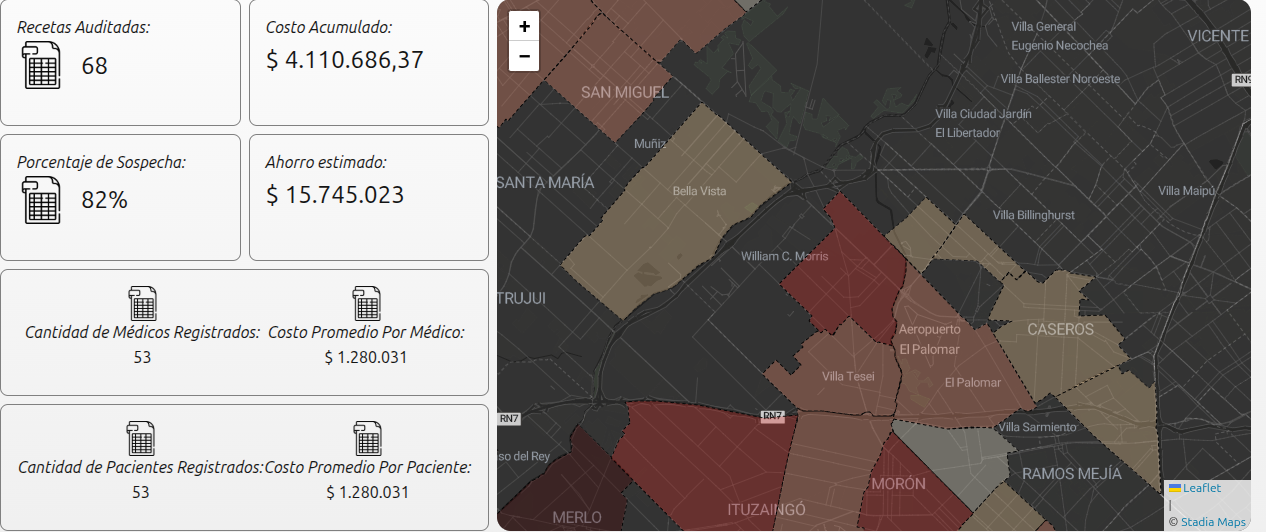 Recetas Auditadas:
68
Costo Acumulado:
$ 4.110.686,37
Porcentaje de Sospecha:
82%
Ahorro estimado:
$ 15.745.023
Cantidad de Médicos Registrados:
53
Costo Promedio Por Médico:
$ 1.280.031
Cantidad de Pacientes Registrados:
53
Costo Promedio Por Paciente:
$ 1.280.031
+
−
Villa General
Eugenio Necochea
VICENTE
Villa Ballester Noroeste
RN9
SAN MIGUEL
Villa Ciudad Jardín
El Libertador
Muñiz
SANTA MARÍA
Bella Vista
Villa Maipú
Villa Billinghurst
William C. Morris
TRUJUI
Aeropuerto
El Palomar
CASEROS
Villa Tesei
El Palomar
RN7
RN7
Villa Sarmiento
so del Rey
RAMOS MEJÍA
MORÓN
ITUZAINGÓ
MERLO
Leaflet
|
© Stadia Maps